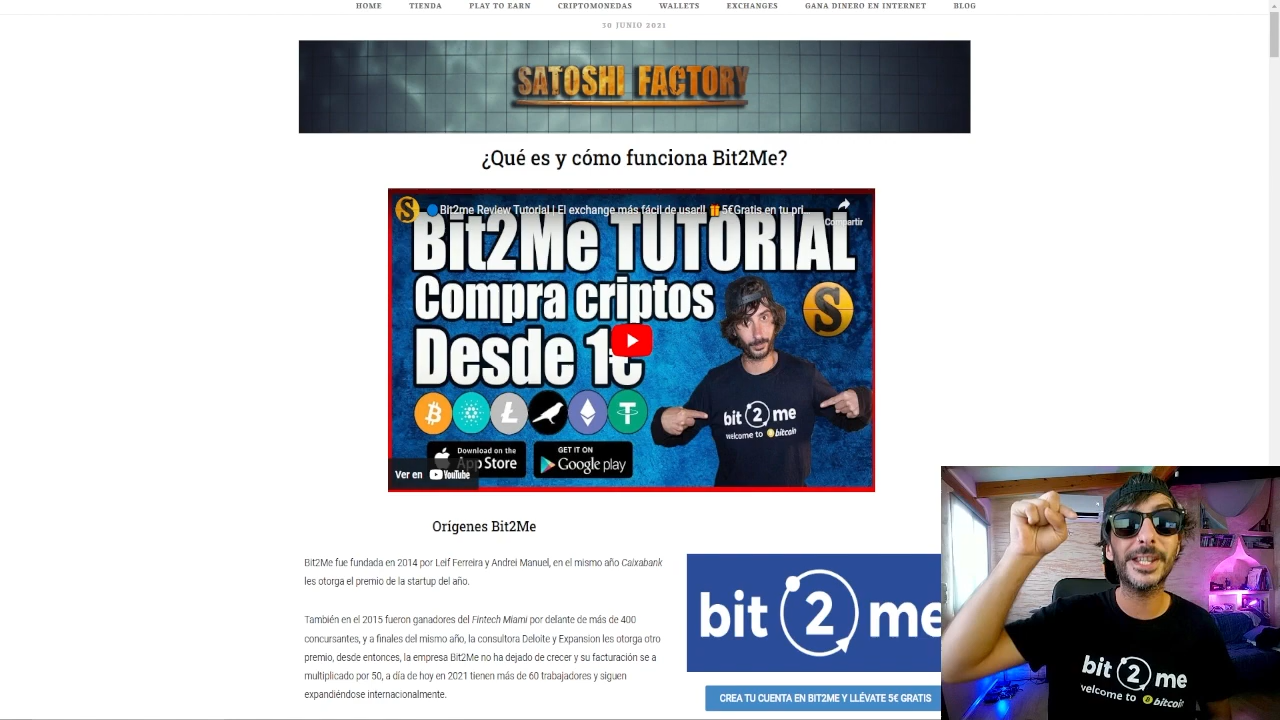 HOME TIENDA PLAY TO EARN CRIPTOMONEDAS WALLETS EXCHANGES GANA DINERO EN INTERNET BLOG
30 JUNIO 2021
SATOSHI FACTORY
¿Qué es y cómo funciona Bit2Me?
Bit2me Review Tutorial | El exchange más fácil de usar!! 5€Gratis en tu pri...
Compartir
Bit2Me TUTORIAL
Compra criptos
Desde 1€
bit 2 me
welcome to bitcoin
Download on the
App Store
GET IT ON
Google play
Ver en YouTube
Orígenes Bit2Me
Bit2Me fue fundada en 2014 por Leif Ferreira y Andrei Manuel, en el mismo año Caixabank
les otorga el premio de la startup del año.
También en el 2015 fueron ganadores del Fintech Miami por delante de más de 400
concursantes, y a finales del mismo año, la consultora Deloite y Expansion les otorga otro
premio, desde entonces, la empresa Bit2Me no ha dejado de crecer y su facturación se a
multiplicado por 50, a día de hoy en 2021 tienen más de 60 trabajadores y siguen
expandiéndose internacionalmente.
bit 2 me
CREA TU CUENTA EN BIT2ME Y LLÉVATE 5€ GRATIS
bit 2 me
welcome to bitcoin